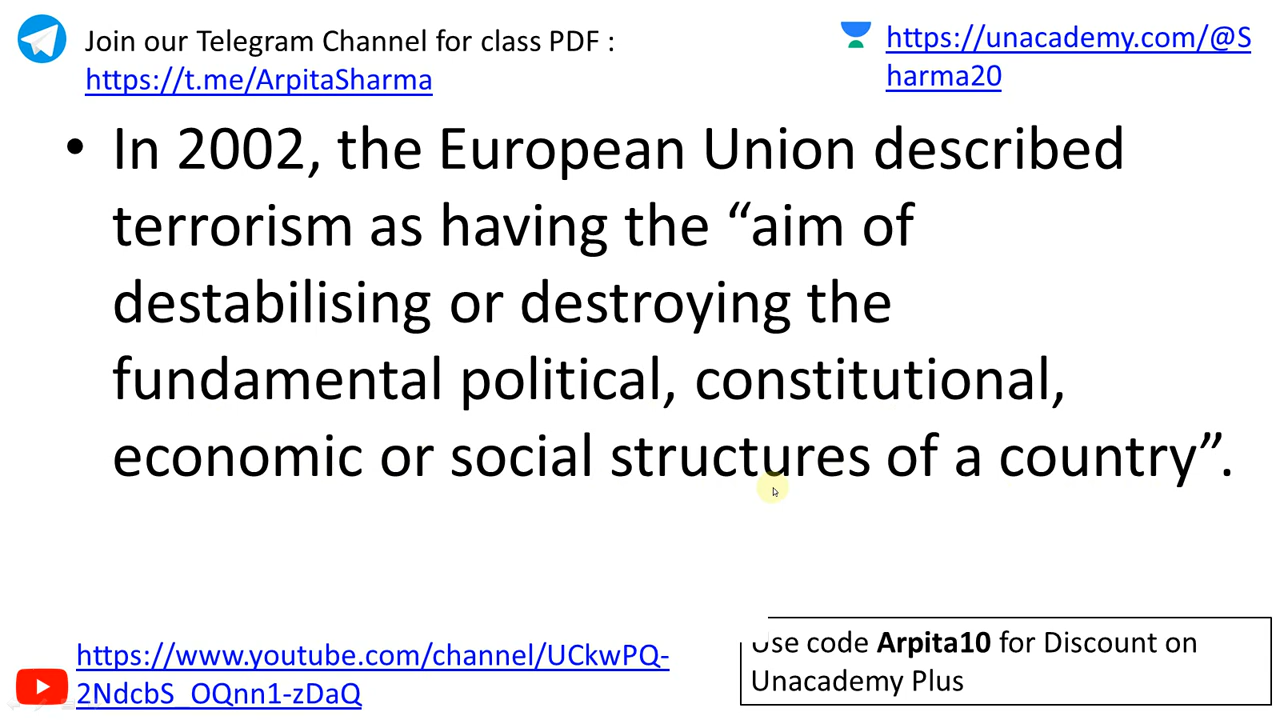 Join our Telegram Channel for class PDF :
https://t.me/ArpitaSharma
https://unacademy.com/@S
harma20
• In 2002, the European Union described
terrorism as having the “aim of
destabilising or destroying the
fundamental political, constitutional,
economic or social structures of a country”.
https://www.youtube.com/channel/UCkwPQ-
2NdcbS_OQnn1-zDaQ
Use code Arpita10 for Discount on
Unacademy Plus